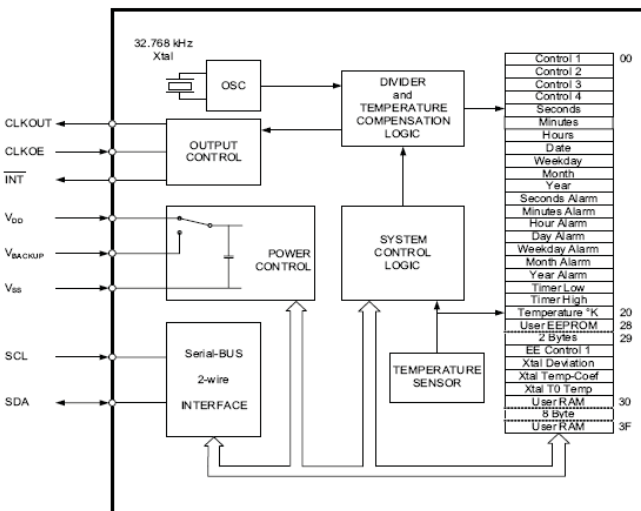 32.768 kHz
Xtal
OSC
DIVIDER
and
TEMPERATURE
COMPENSATION
LOGIC
CLKOUT
CLKOE
INT
OUTPUT
CONTROL
VDD
VBACKUP
VSS
POWER
CONTROL
SYSTEM
CONTROL
LOGIC
SCL
SDA
Serial-BUS
2-wire
INTERFACE
TEMPERATURE
SENSOR
Control 1 00
Control 2
Control 3
Control 4
Seconds
Minutes
Hours
Date
Weekday
Month
Year
Seconds Alarm
Minutes Alarm
Hour Alarm
Day Alarm
Weekday Alarm
Month Alarm
Year Alarm
Timer Low
Timer High
Temperature °K 20
User EEPROM 28
2 Bytes 29
EE Control 1
Xtal Deviation
Xtal Temp-Coef
Xtal T0 Temp
User RAM 30
8 Byte
User RAM 3F